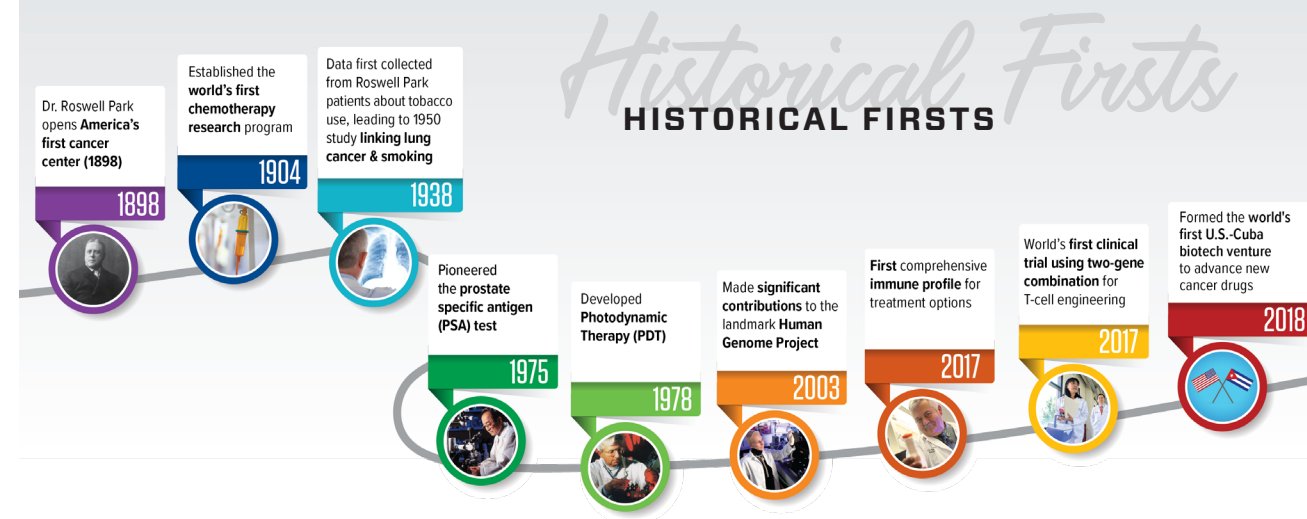 Historical Firsts
HISTORICAL FIRSTS
Dr. Roswell Park
opens America's
first cancer
center (1898)
1898
Established the
world's first
chemotherapy
research program
1904
Data first collected
from Roswell Park
patients about tobacco
use, leading to 1950
study linking lung
cancer & smoking
1938
Pioneered
the prostate
specific antigen
(PSA) test
1975
Developed
Photodynamic
Therapy (PDT)
1978
Made significant
contributions to the
landmark Human
Genome Project
2003
First comprehensive
immune profile for
treatment options
2017
World's first clinical
trial using two-gene
combination for
T-cell engineering
2017
Formed the world's
first U.S.-Cuba
biotech venture
to advance new
cancer drugs
2018